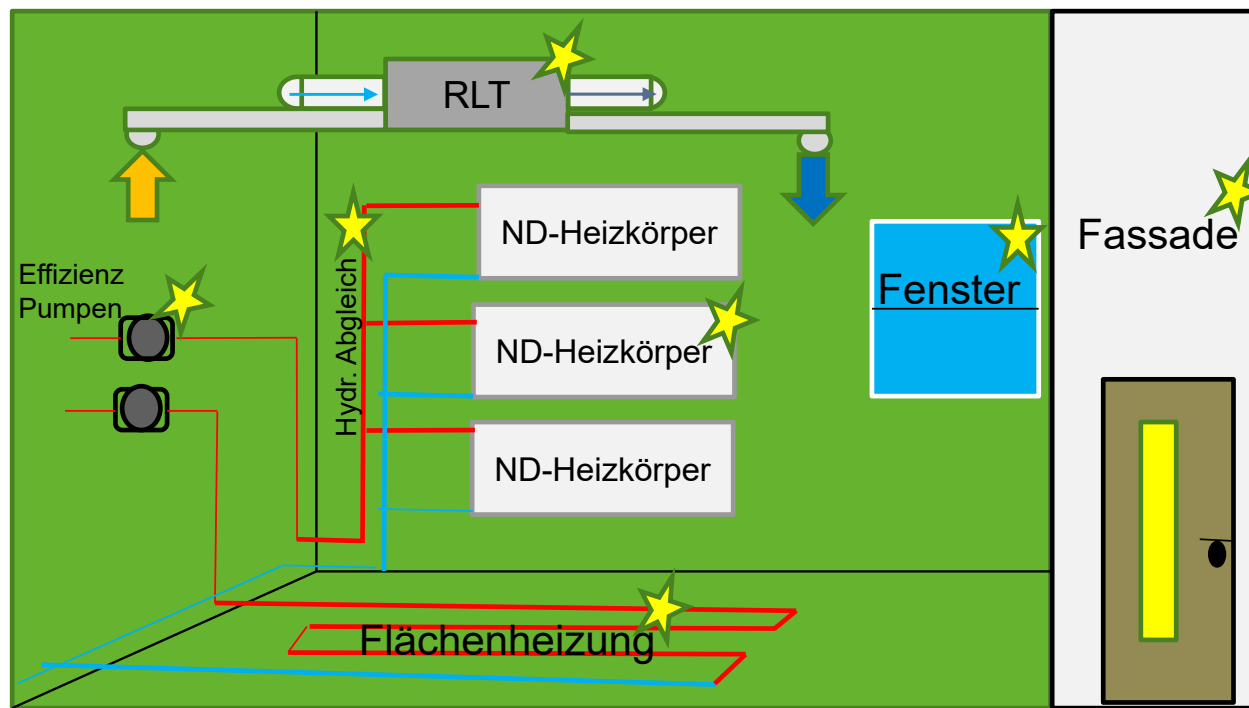 RLT
ND-Heizkörper
Fassade
Effizienz
Pumpen
Hydr. Abgleich
Fenster
ND-Heizkörper
ND-Heizkörper
Flächenheizung